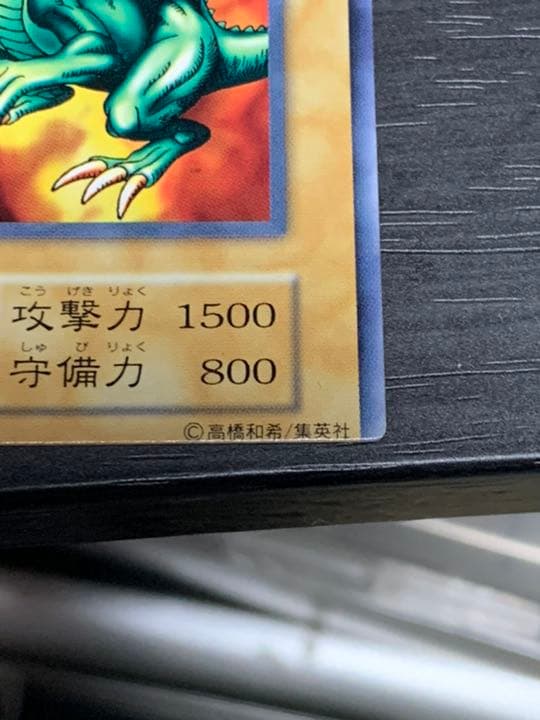 こう げき りょく
攻撃力 1500
しゅ び りょく
守備力 800
©高橋和希/集英社